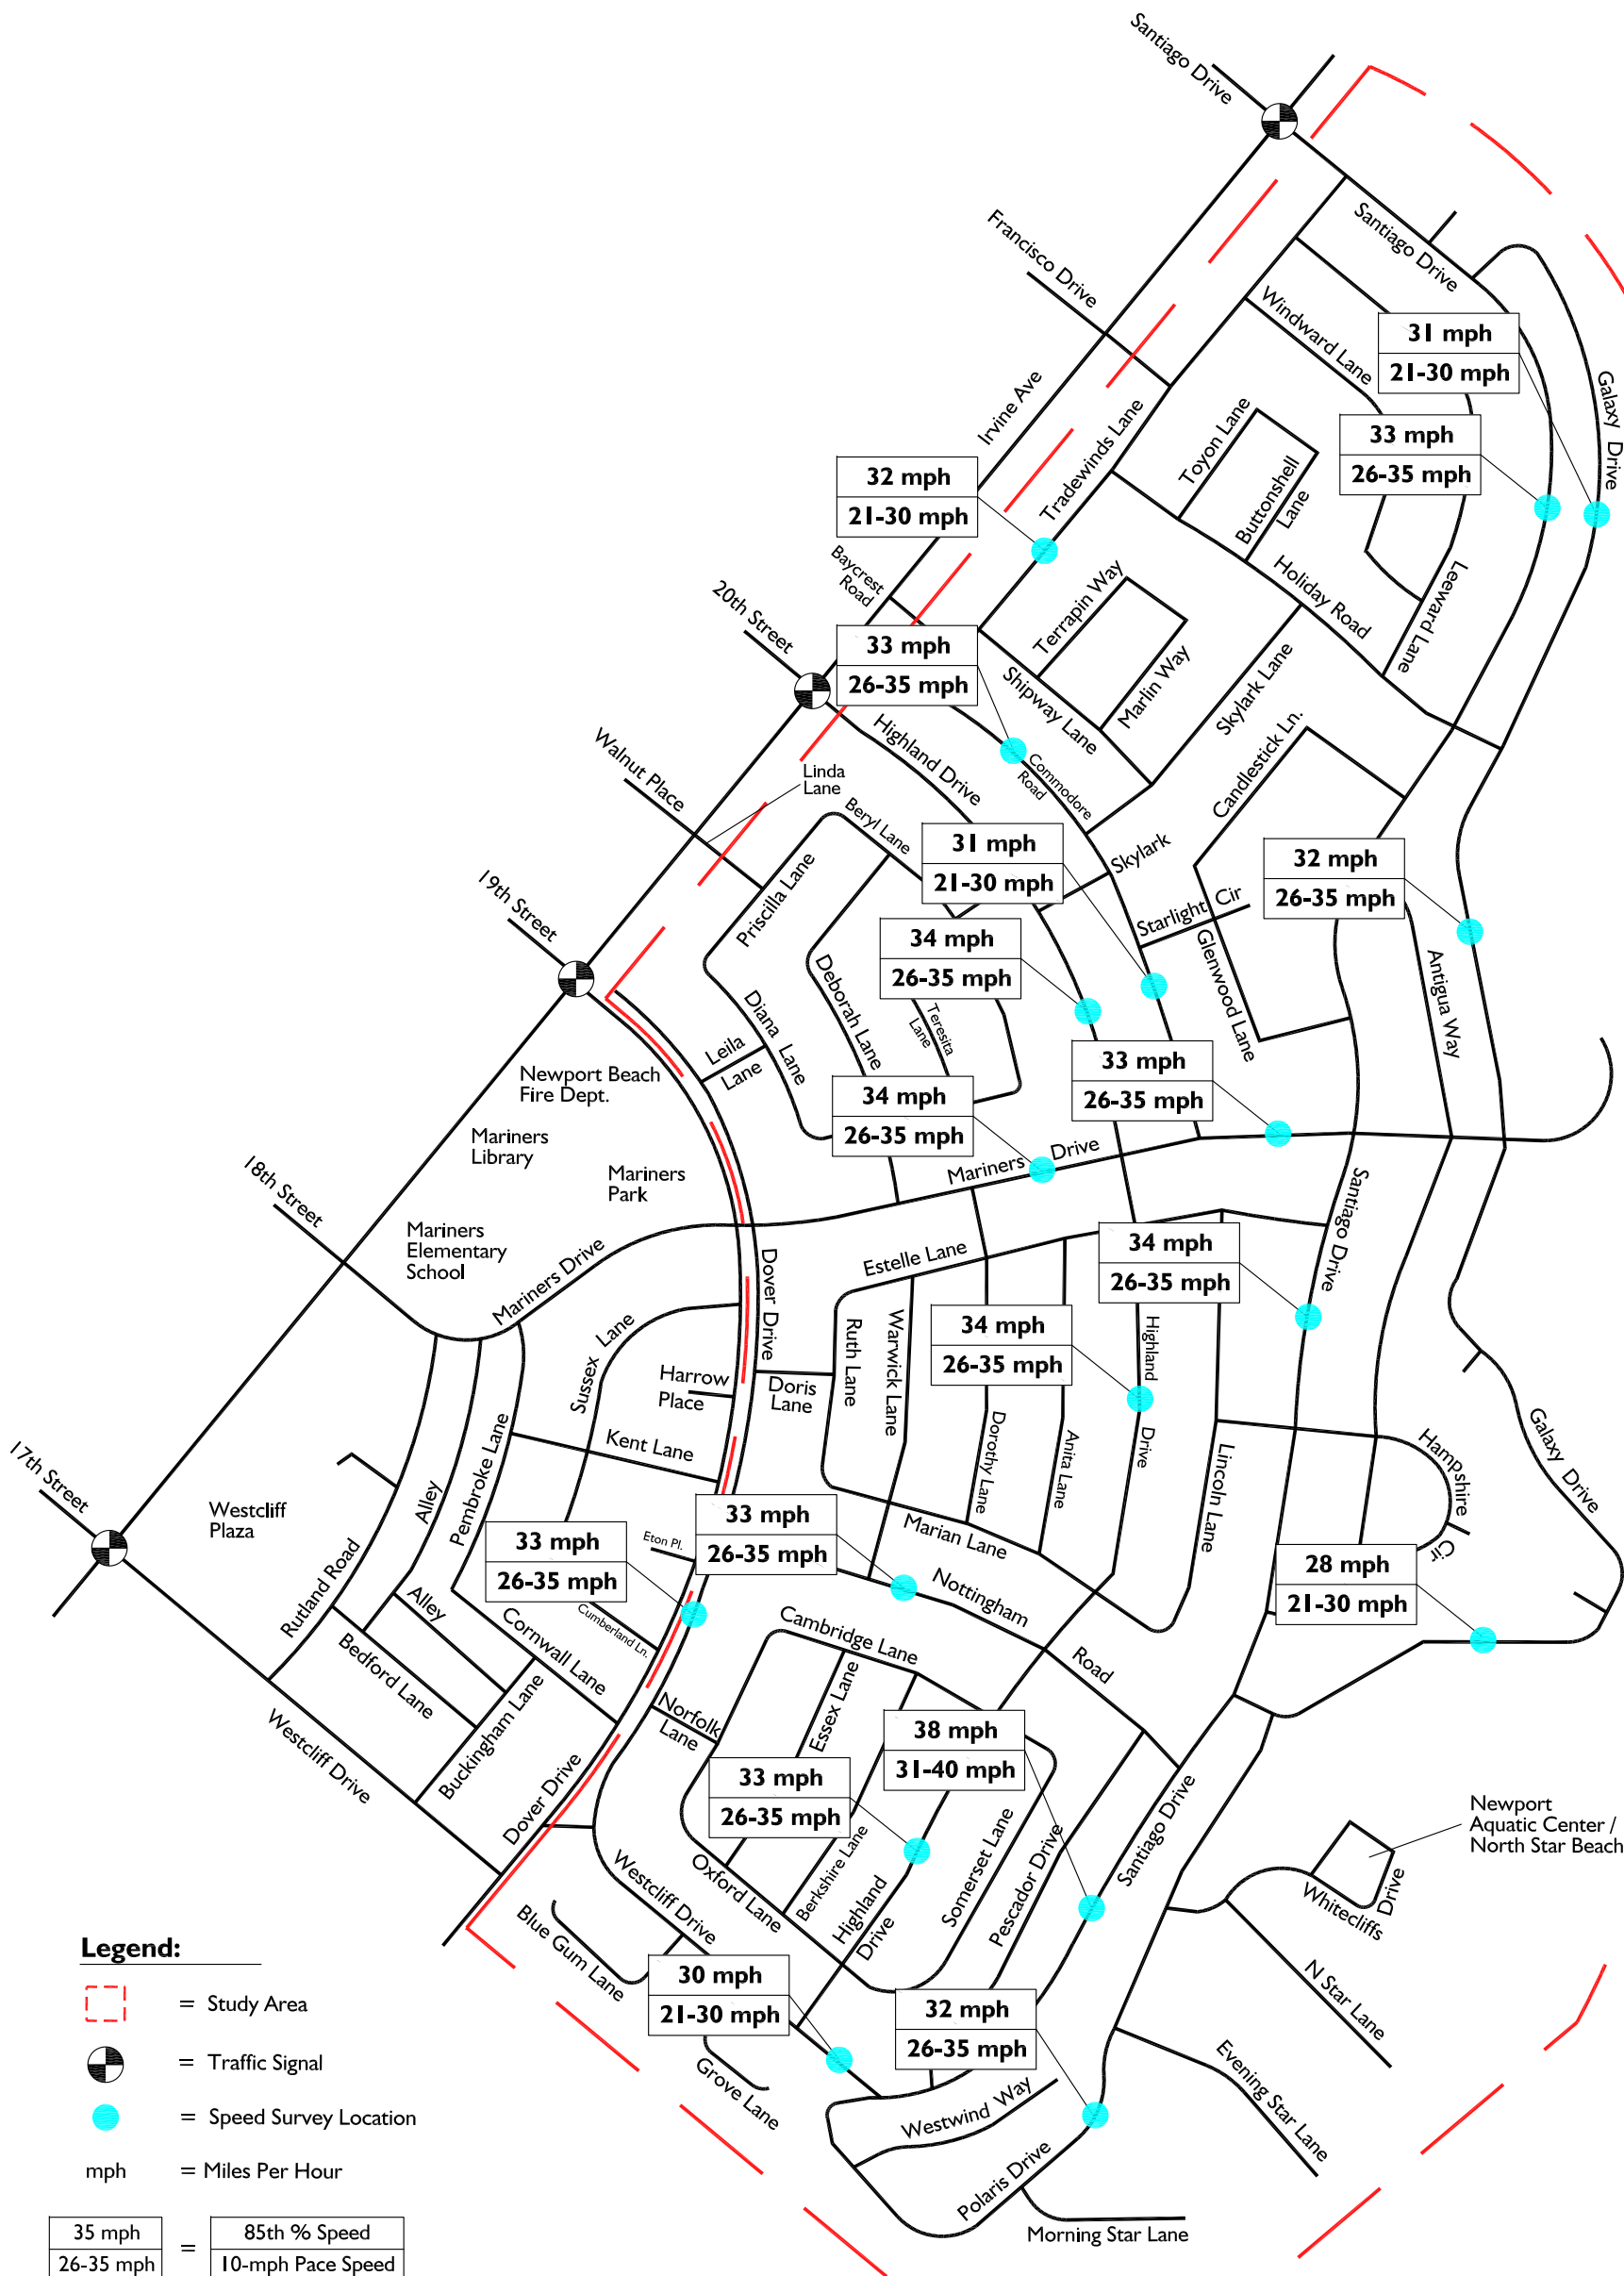 Santiago Drive
Francisco Drive
Santiago Drive
Windward Lane
31 mph
21-30 mph
Galaxy Drive
Irvine Ave
Tradewinds Lane
Toyon Lane
Buttonshell
Lane
33 mph
26-35 mph
32 mph
21-30 mph
Baycrest
Road
20th Street
Terrapin Way
Holiday Road
Leeward Lane
33 mph
26-35 mph
Shipway Lane
Marlin Way
Skylark Lane
Walnut Place
Linda
Lane
Highland Drive
Commodore
Road
Candlestick Ln.
Beryl Lane
31 mph
21-30 mph
Skylark
32 mph
26-35 mph
19th Street
Priscilla Lane
Starlight Cir
34 mph
26-35 mph
Deborah Lane
Glenwood Lane
Antigua Way
Diana Lane
Teresita
Lane
Leila
Lane
33 mph
26-35 mph
Newport Beach
Fire Dept.
34 mph
26-35 mph
Mariners
Library
Mariners
Park
Mariners Drive
18th Street
Mariners
Elementary
School
Mariners Drive
Dover Drive
Estelle Lane
34 mph
26-35 mph
Santiago Drive
Sussex Lane
Ruth Lane
Warwick Lane
34 mph
26-35 mph
Highland
Drive
Harrow
Place
Doris
Lane
Kent Lane
Dorothy Lane
Anita Lane
Lincoln Lane
Hampshire
Cir
Galaxy Drive
17th Street
Westcliff
Plaza
Alley
Pembroke Lane
33 mph
26-35 mph
Eton Pl.
33 mph
26-35 mph
Marian Lane
Nottingham
Road
28 mph
21-30 mph
Rutland Road
Alley
Cumberland Ln.
Cornwall Lane
Cambridge Lane
Bedford Lane
Buckingham Lane
Norfolk
Lane
Essex Lane
38 mph
31-40 mph
Westcliff Drive
Dover Drive
33 mph
26-35 mph
Santiago Drive
Newport
Aquatic Center /
North Star Beach
Somerset Lane
Pescador Drive
Berkshire Lane
Highland
Drive
Oxford Lane
Westcliff Drive
Whitecliffs
Drive
Blue Gum Lane
N Star Lane
30 mph
21-30 mph
32 mph
26-35 mph
Grove Lane
Westwind Way
Evening Star Lane
Polaris Drive
Morning Star Lane
Legend:
= Study Area
= Traffic Signal
= Speed Survey Location
mph = Miles Per Hour
35 mph
26-35 mph
=
85th % Speed
10-mph Pace Speed